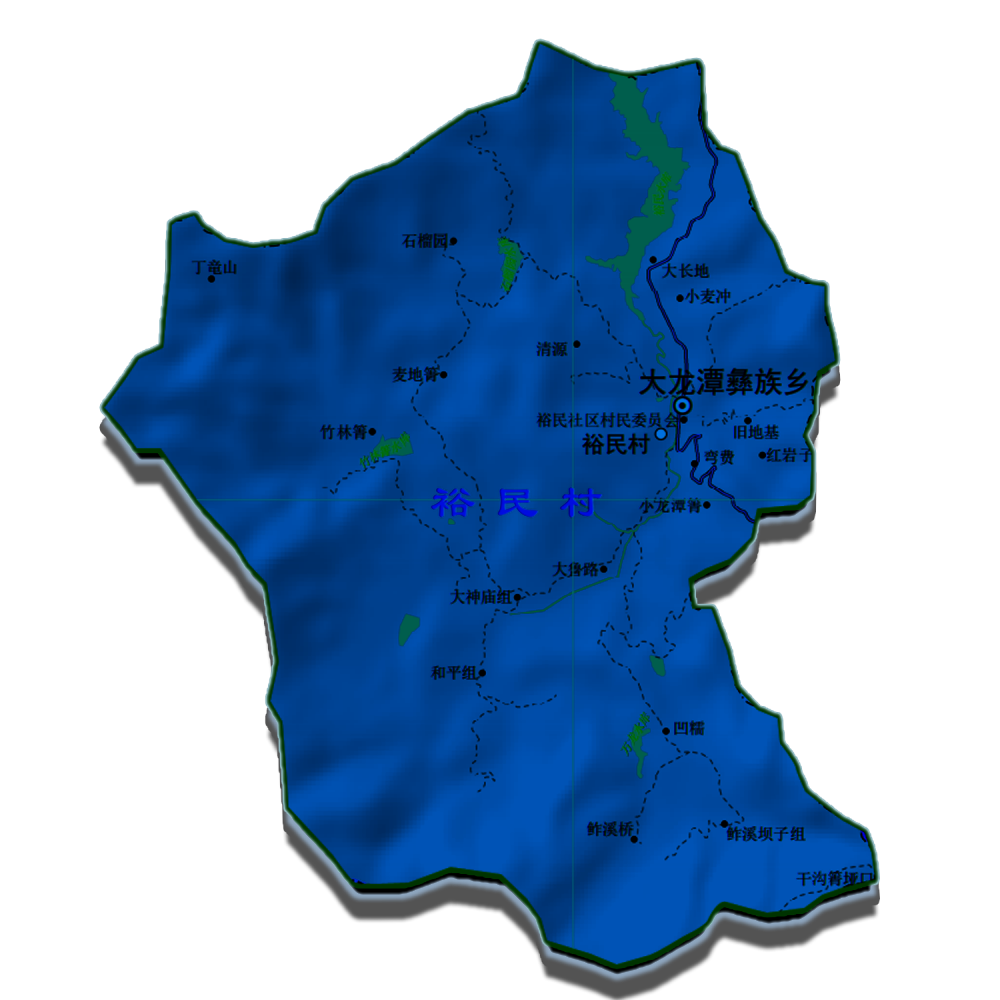 石榴园
丁竜山
大长地
小麦冲
清源
麦地箐
大龙潭彝族乡
裕民社区村民委员会
竹林箐
旧地基
裕民村
弯费
红岩子
裕民村
小龙潭箐
大神庙组
和平组
凹糯
鲊溪桥
鲊溪坝子组
干沟箐垭口